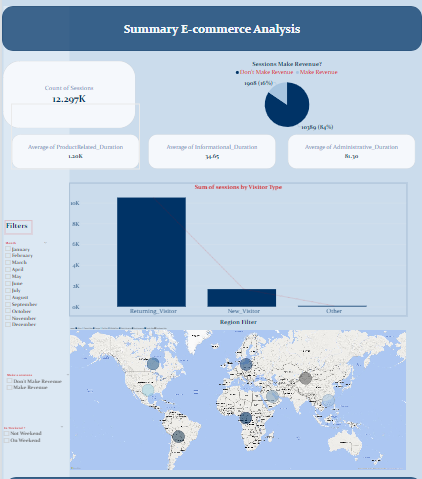 Summary E-commerce Analysis
Count of Sessions
12.297K
Sessions Make Revenue?
Don't Make Revenue Make Revenue
1908 (16%)
10389 (84%)
Average of ProductRelated_Duration
1.20K
Average of Informational_Duration
34.65
Average of Administrative_Duration
81.30
Sum of sessions by Visitor Type
10K
8K
6K
4K
2K
0K
Returning_Visitor
New_Visitor
Other
Filters
Month
January
February
March
April
May
June
July
August
September
October
November
December
Region Filter
Don't Make Revenue
Make Revenue
Is Weekend?
Not Weekend
On Weekend